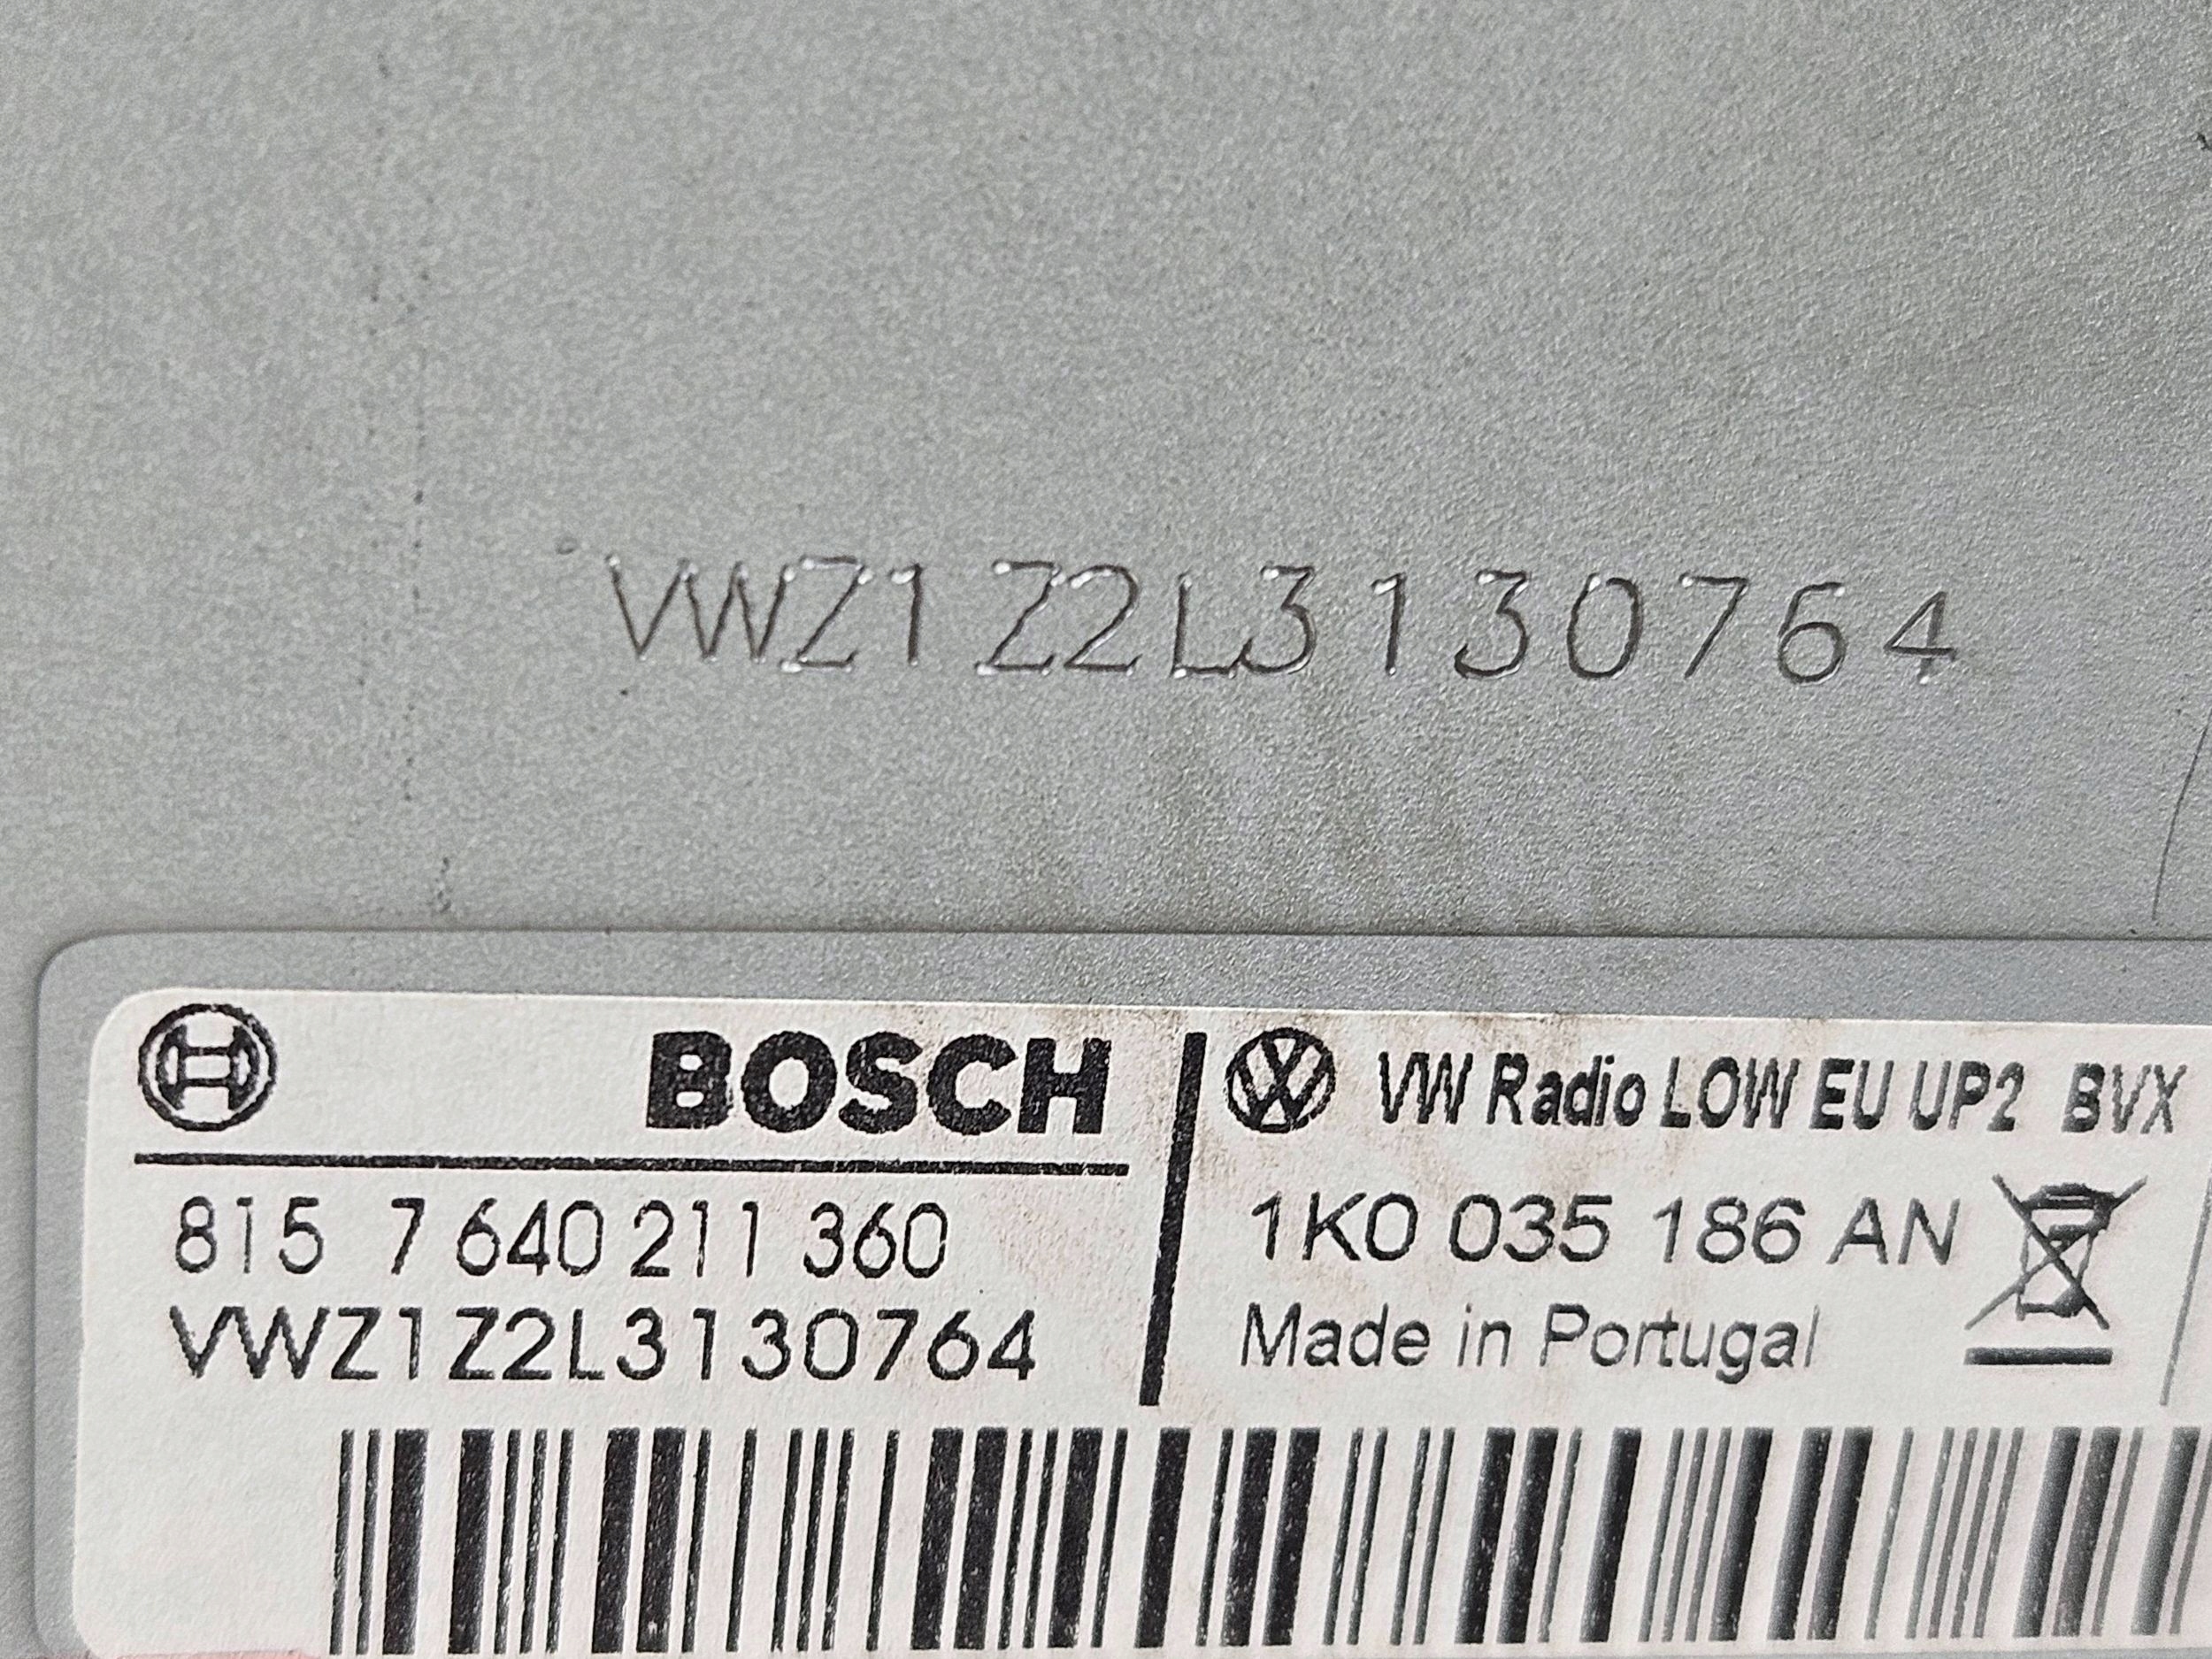 VWZ1Z2L3130764
BOSCH
815 7 640 211 360
VWZ1Z2L3130764
VW Radio LOW EU UP2 BVX
1K0 035 186 AN
Made in Portugal